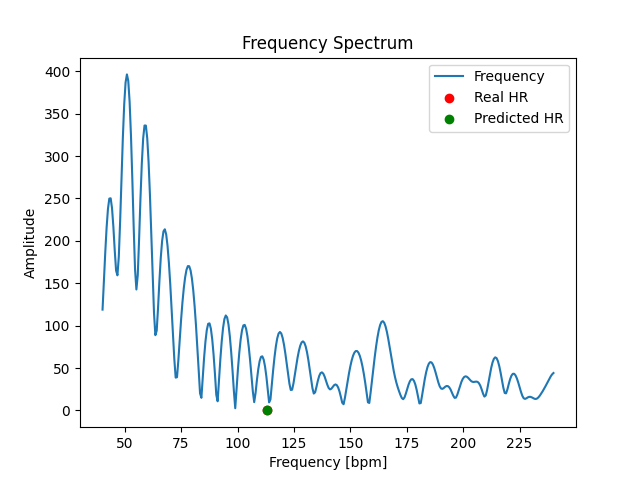 Frequency Spectrum
Frequency
Real HR
Predicted HR
Amplitude
400
350
300
250
200
150
100
50
0
50 75 100 125 150 175 200 225
Frequency [bpm]